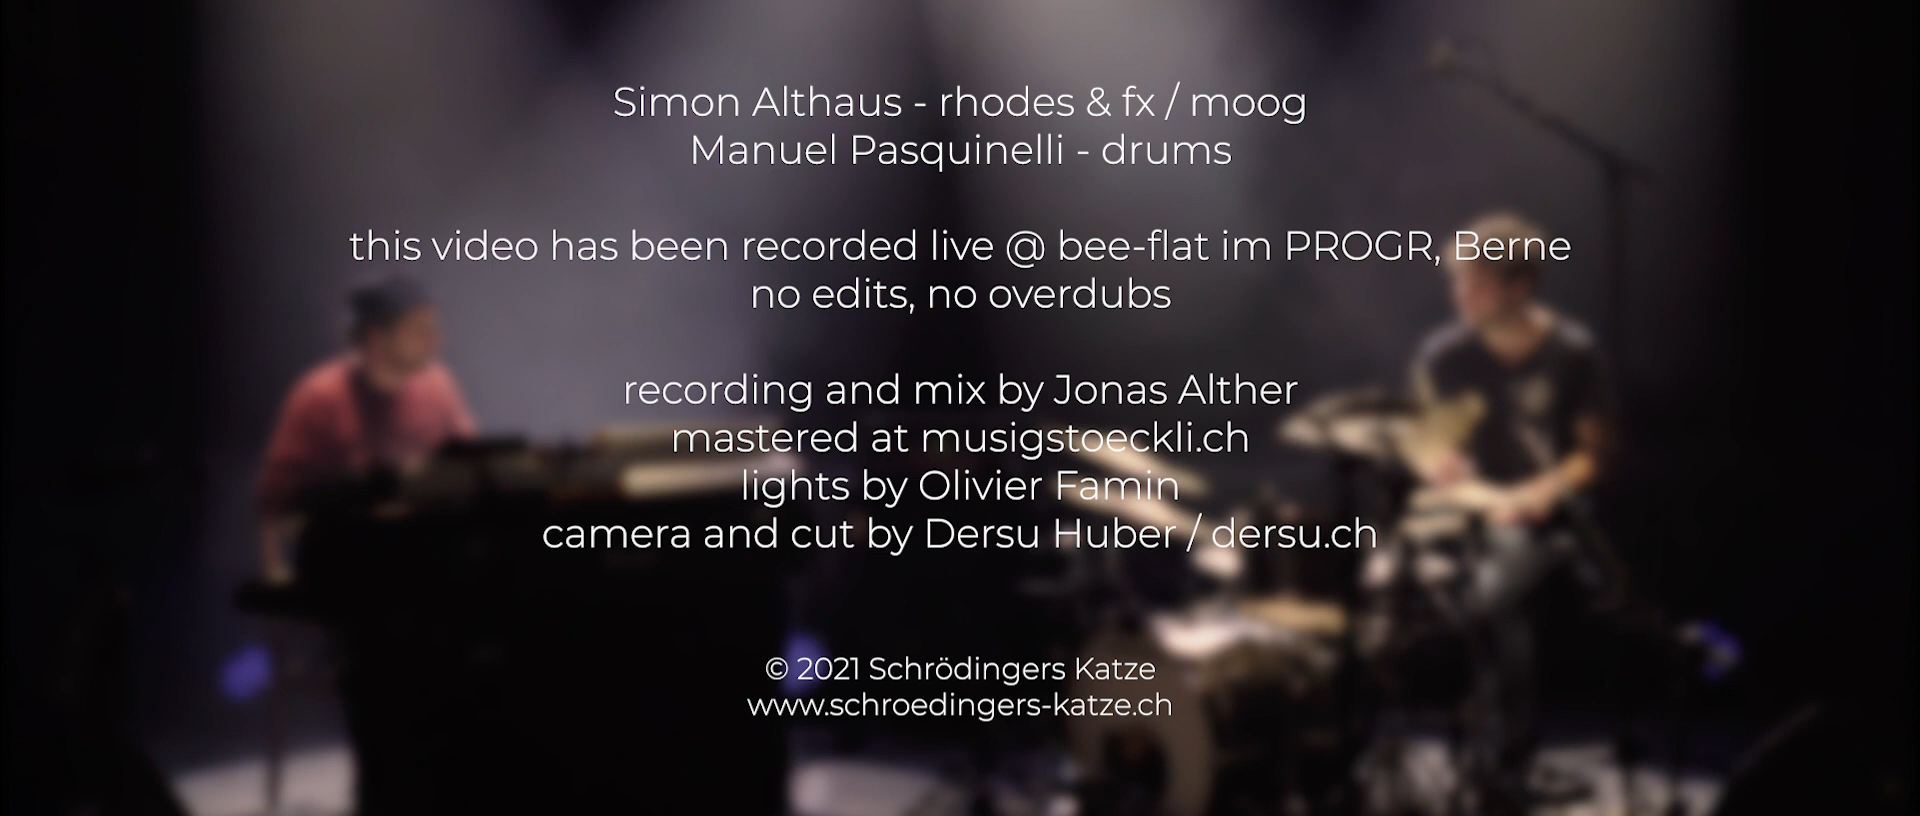 Simon Althaus - rhodes & fx / moog
Manuel Pasquinelli - drums
this video has been recorded live @ bee-flat im PROGR, Berne
no edits, no overdubs
recording and mix by Jonas Alther
mastered at musigstoeckli.ch
lights by Olivier Famin
camera and cut by Dersu Huber / dersu.ch
© 2021 Schrödingers Katze
www.schroedingers-katze.ch